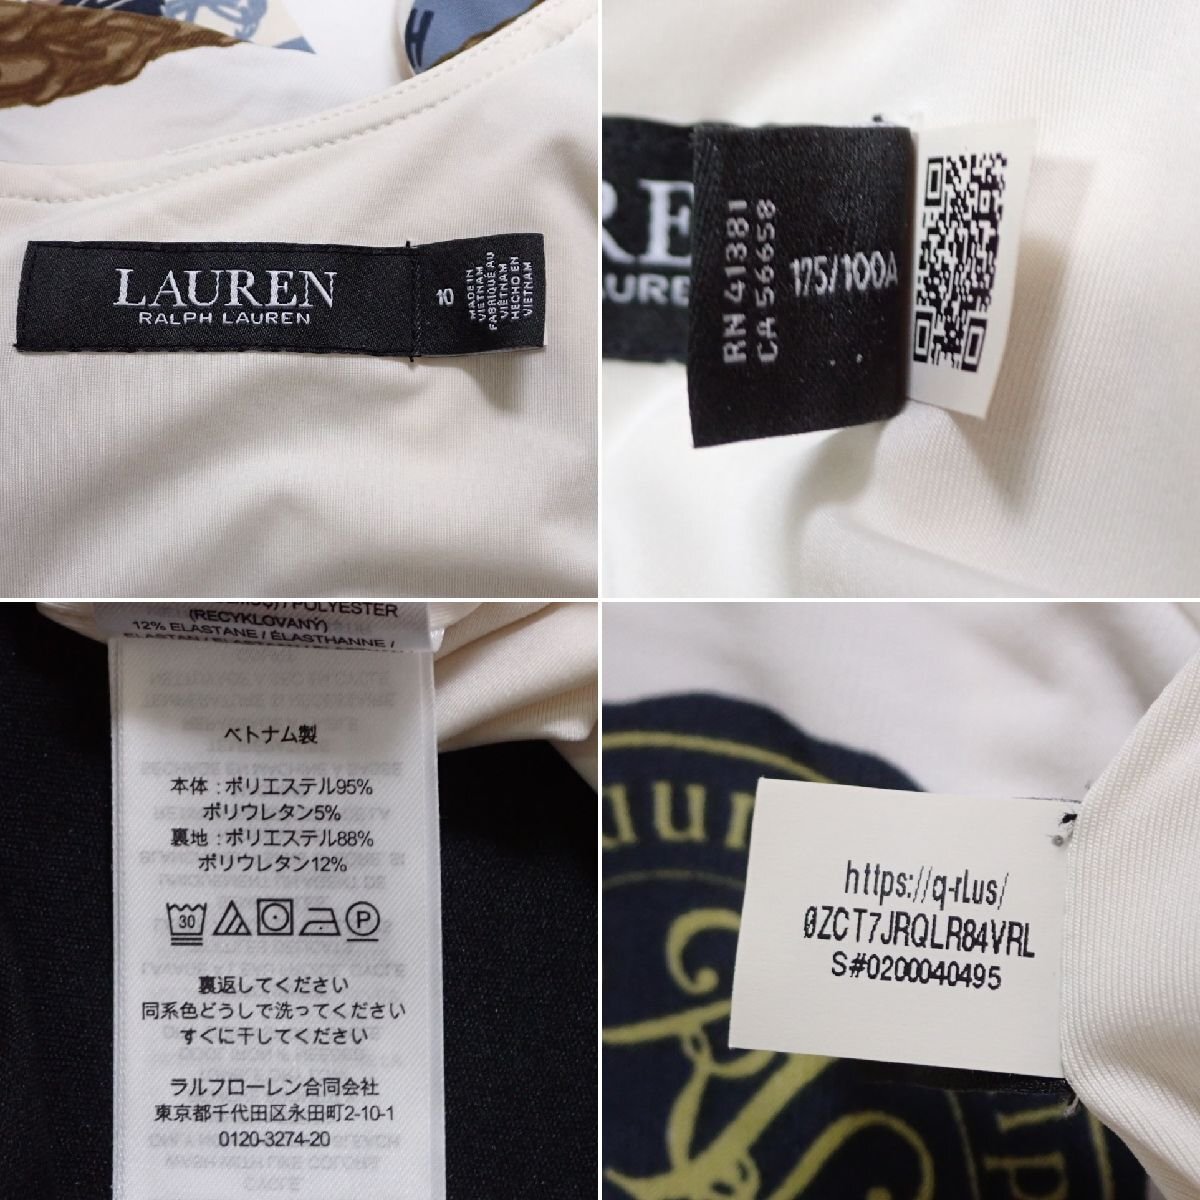 LAUREN
RALPH LAUREN
10
MADE IN
VIETNAM
FABRIQUÉ AU
VIÊTNAM
HECHO EN
VIETNAM
RN 41381
CA 56650
175/100A
POLYESTER
(RECYKLOVANÝ)
12% ELASTANE / ÉLASTHANNE /
ベトナム製
本体 : ポリエステル95%
ポリウレタン5%
裏地 : ポリエステル88%
ポリウレタン12%
30
P
裏返してください
同系色どうしで洗ってください
すぐに干してください
ラルフローレン合同会社
東京都千代田区永田町2-10-1
0120-3274-20
https://q-rl.us/
0ZCT7JRQLR84VRL
S#0200040495